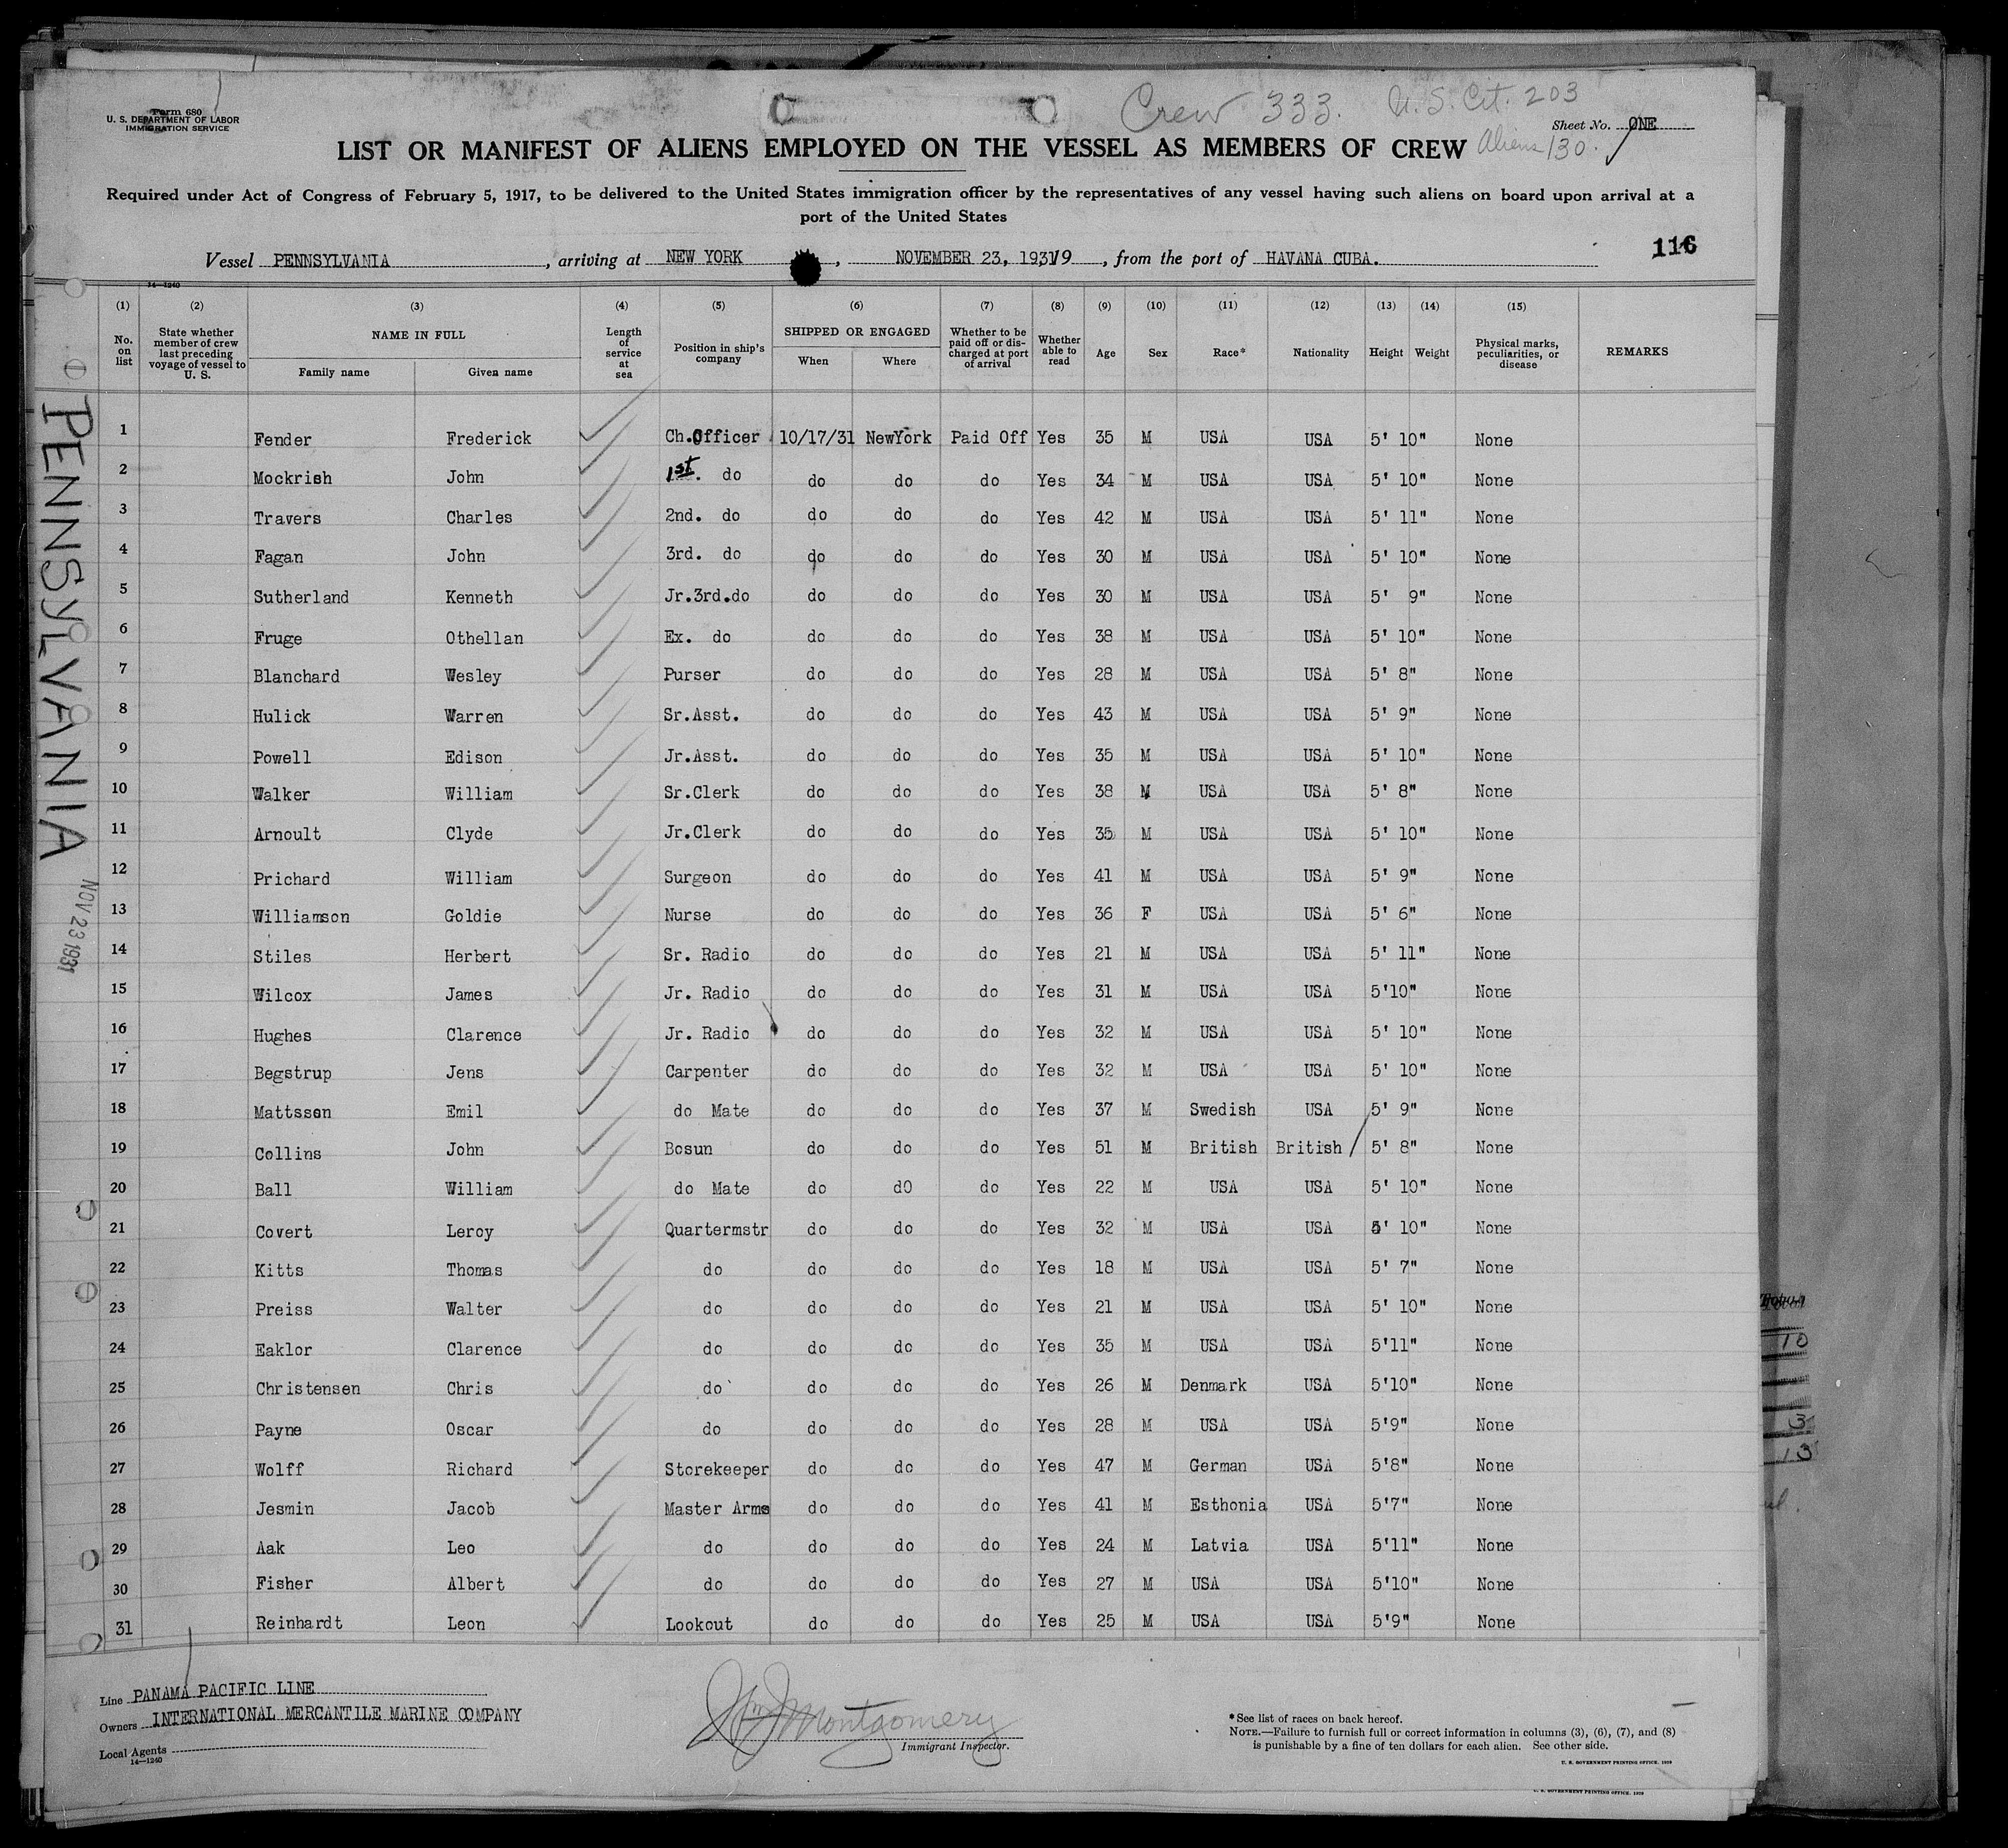 Form 680
U. S. DEPARTMENT OF LABOR
IMMIGRATION SERVICE
Crew 333. U. S. Cit. 203
Sheet No. ONE
LIST OR MANIFEST OF ALIENS EMPLOYED ON THE VESSEL AS MEMBERS OF CREW Aliens 130.
Required under Act of Congress of February 5, 1917, to be delivered to the United States immigration officer by the representatives of any vessel having such aliens on board upon arrival at a
port of the United States
116
Vessel PENNSYLVANIA, arriving at NEW YORK, NOVEMBER 23, 1931/19, from the port of HAVANA CUBA.
14—1240
(1) (2) (3) (4) (5) (6) (7) (8) (9) (10) (11) (12) (13) (14) (15)
No. on list State whether member of crew last preceding voyage of vessel to U. S. NAME IN FULL Family name Given name Length of service at sea Position in ship's company SHIPPED OR ENGAGED When Where Whether to be paid off or discharged at port of arrival Whether able to read Age Sex Race* Nationality Height Weight Physical marks, peculiarities, or disease REMARKS
1 Fender Frederick Ch.Officer 10/17/31 NewYork Paid Off Yes 35 M USA USA 5' 10" None
2 Mockrish John 1st. do do do do Yes 34 M USA USA 5' 10" None
3 Travers Charles 2nd. do do do do Yes 42 M USA USA 5' 11" None
4 Fagan John 3rd. do do do do Yes 30 M USA USA 5' 10" None
5 Sutherland Kenneth Jr.3rd.do do do do Yes 30 M USA USA 5' 9" None
6 Fruge Othellan Ex. do do do do Yes 38 M USA USA 5' 10" None
7 Blanchard Wesley Purser do do do Yes 28 M USA USA 5' 8" None
8 Hulick Warren Sr.Asst. do do do Yes 43 M USA USA 5' 9" None
9 Powell Edison Jr.Asst. do do do Yes 35 M USA USA 5' 10" None
10 Walker William Sr.Clerk do do do Yes 38 M USA USA 5' 8" None
11 Arnoult Clyde Jr.Clerk do do do Yes 35 M USA USA 5' 10" None
12 Prichard William Surgeon do do do Yes 41 M USA USA 5' 9" None
13 Williamson Goldie Nurse do do do Yes 36 F USA USA 5' 6" None
14 Stiles Herbert Sr. Radio do do do Yes 21 M USA USA 5' 11" None
15 Wilcox James Jr. Radio do do do Yes 31 M USA USA 5'10" None
16 Hughes Clarence Jr. Radio do do do Yes 32 M USA USA 5' 10" None
17 Begstrup Jens Carpenter do do do Yes 32 M USA USA 5' 10" None
18 Mattsson Emil do Mate do do do Yes 37 M Swedish USA 5' 9" None
19 Collins John Bosun do do do Yes 51 M British British 5' 8" None
20 Ball William do Mate do dO do Yes 22 M USA USA 5' 10" None
21 Covert Leroy Quartermstr do do do Yes 32 M USA USA 5' 10" None
22 Kitts Thomas do do do do Yes 18 M USA USA 5' 7" None
23 Preiss Walter do do do do Yes 21 M USA USA 5' 10" None
24 Eaklor Clarence do do do do Yes 35 M USA USA 5'11" None
25 Christensen Chris do do do do Yes 26 M Denmark USA 5'10" None
26 Payne Oscar do do do do Yes 28 M USA USA 5'9" None
27 Wolff Richard Storekeeper do do do Yes 47 M German USA 5'8" None
28 Jesmin Jacob Master Arms do do do Yes 41 M Esthonia USA 5'7" None
29 Aak Leo do do do do Yes 24 M Latvia USA 5'11" None
30 Fisher Albert do do do do Yes 27 M USA USA 5'10" None
31 Reinhardt Leon Lookout do do do Yes 25 M USA USA 5'9" None
PENNSYLVANIA
NOV 23 1931
Line PANAMA PACIFIC LINE
Owners INTERNATIONAL MERCANTILE MARINE COMPANY
Local Agents
14—1240
Wm J Montgomery
Immigrant Inspector.
*See list of races on back hereof.
NOTE.—Failure to furnish full or correct information in columns (3), (6), (7), and (8)
is punishable by a fine of ten dollars for each alien. See other side.
U. S. GOVERNMENT PRINTING OFFICE, 1929
U. S. GOVERNMENT PRINTING OFFICE, 1929
10
3
13